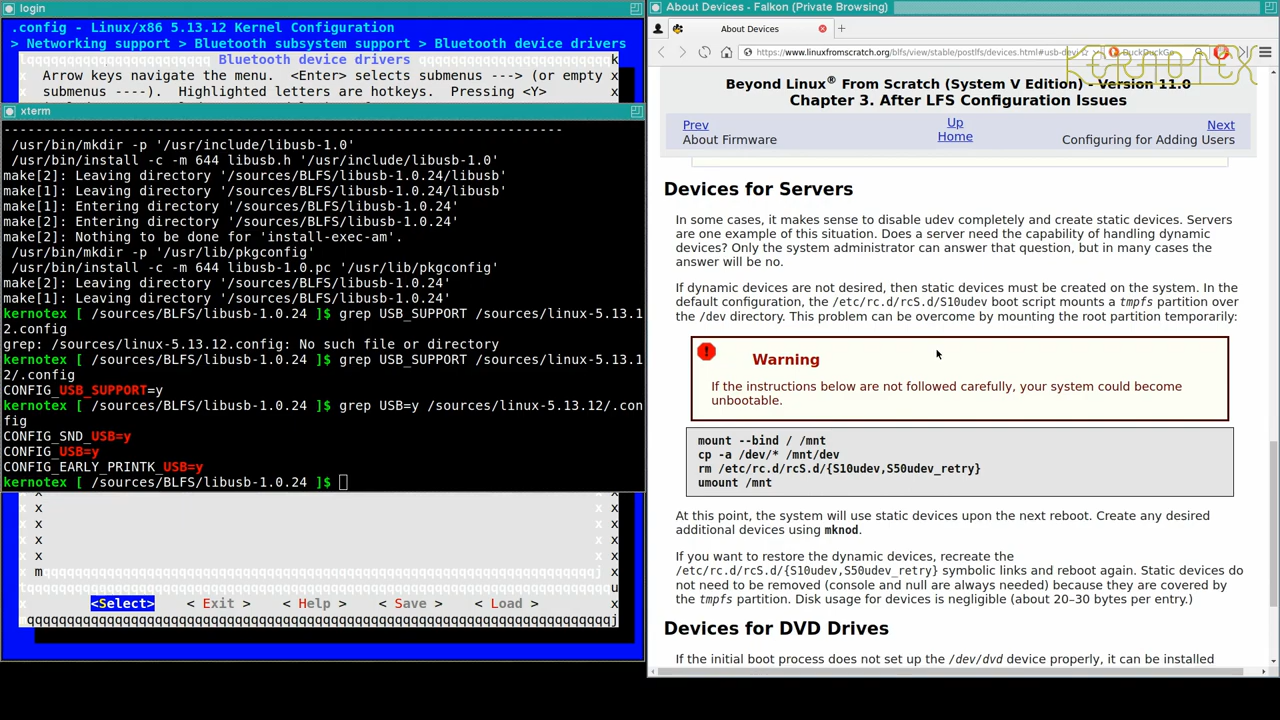 login
.config - Linux/x86 5.13.12 Kernel Configuration
> Networking support > Bluetooth subsystem support > Bluetooth device drivers
Bluetooth device drivers
Arrow keys navigate the menu. <Enter> selects submenus ---> (or empty
submenus ----). Highlighted letters are hotkeys. Pressing <Y>
xterm
/usr/bin/mkdir -p '/usr/include/libusb-1.0'
/usr/bin/install -c -m 644 libusb.h '/usr/include/libusb-1.0'
make[2]: Leaving directory '/sources/BLFS/libusb-1.0.24/libusb'
make[1]: Leaving directory '/sources/BLFS/libusb-1.0.24/libusb'
make[1]: Entering directory '/sources/BLFS/libusb-1.0.24'
make[2]: Entering directory '/sources/BLFS/libusb-1.0.24'
make[2]: Nothing to be done for 'install-exec-am'.
/usr/bin/mkdir -p '/usr/lib/pkgconfig'
/usr/bin/install -c -m 644 libusb-1.0.pc '/usr/lib/pkgconfig'
make[2]: Leaving directory '/sources/BLFS/libusb-1.0.24'
make[1]: Leaving directory '/sources/BLFS/libusb-1.0.24'
kernotex [ /sources/BLFS/libusb-1.0.24 ]$ grep USB_SUPPORT /sources/linux-5.13.1
2.config
grep: /sources/linux-5.13.12.config: No such file or directory
kernotex [ /sources/BLFS/libusb-1.0.24 ]$ grep USB_SUPPORT /sources/linux-5.13.1
2/.config
CONFIG_USB_SUPPORT=y
kernotex [ /sources/BLFS/libusb-1.0.24 ]$ grep USB=y /sources/linux-5.13.12/.con
fig
CONFIG_SND_USB=y
CONFIG_USB=y
CONFIG_EARLY_PRINTK_USB=y
kernotex [ /sources/BLFS/libusb-1.0.24 ]$
<Select> < Exit > < Help > < Save > < Load >
About Devices - Falkon (Private Browsing)
About Devices
https://www.linuxfromscratch.org/blfs/view/stable/postlfs/devices.html#usb-devi
DuckDuckGo
KERNOTEX
Beyond Linux® From Scratch (System V Edition) - Version 11.0
Chapter 3. After LFS Configuration Issues
Prev Up Next
About Firmware Home Configuring for Adding Users
Devices for Servers
In some cases, it makes sense to disable udev completely and create static devices. Servers
are one example of this situation. Does a server need the capability of handling dynamic
devices? Only the system administrator can answer that question, but in many cases the
answer will be no.
If dynamic devices are not desired, then static devices must be created on the system. In the
default configuration, the /etc/rc.d/rcS.d/S10udev boot script mounts a tmpfs partition over
the /dev directory. This problem can be overcome by mounting the root partition temporarily:
Warning
If the instructions below are not followed carefully, your system could become
unbootable.
mount --bind / /mnt
cp -a /dev/* /mnt/dev
rm /etc/rc.d/rcS.d/{S10udev,S50udev_retry}
umount /mnt
At this point, the system will use static devices upon the next reboot. Create any desired
additional devices using mknod.
If you want to restore the dynamic devices, recreate the
/etc/rc.d/rcS.d/{S10udev,S50udev_retry} symbolic links and reboot again. Static devices do
not need to be removed (console and null are always needed) because they are covered by
the tmpfs partition. Disk usage for devices is negligible (about 20–30 bytes per entry.)
Devices for DVD Drives
If the initial boot process does not set up the /dev/dvd device properly, it can be installed